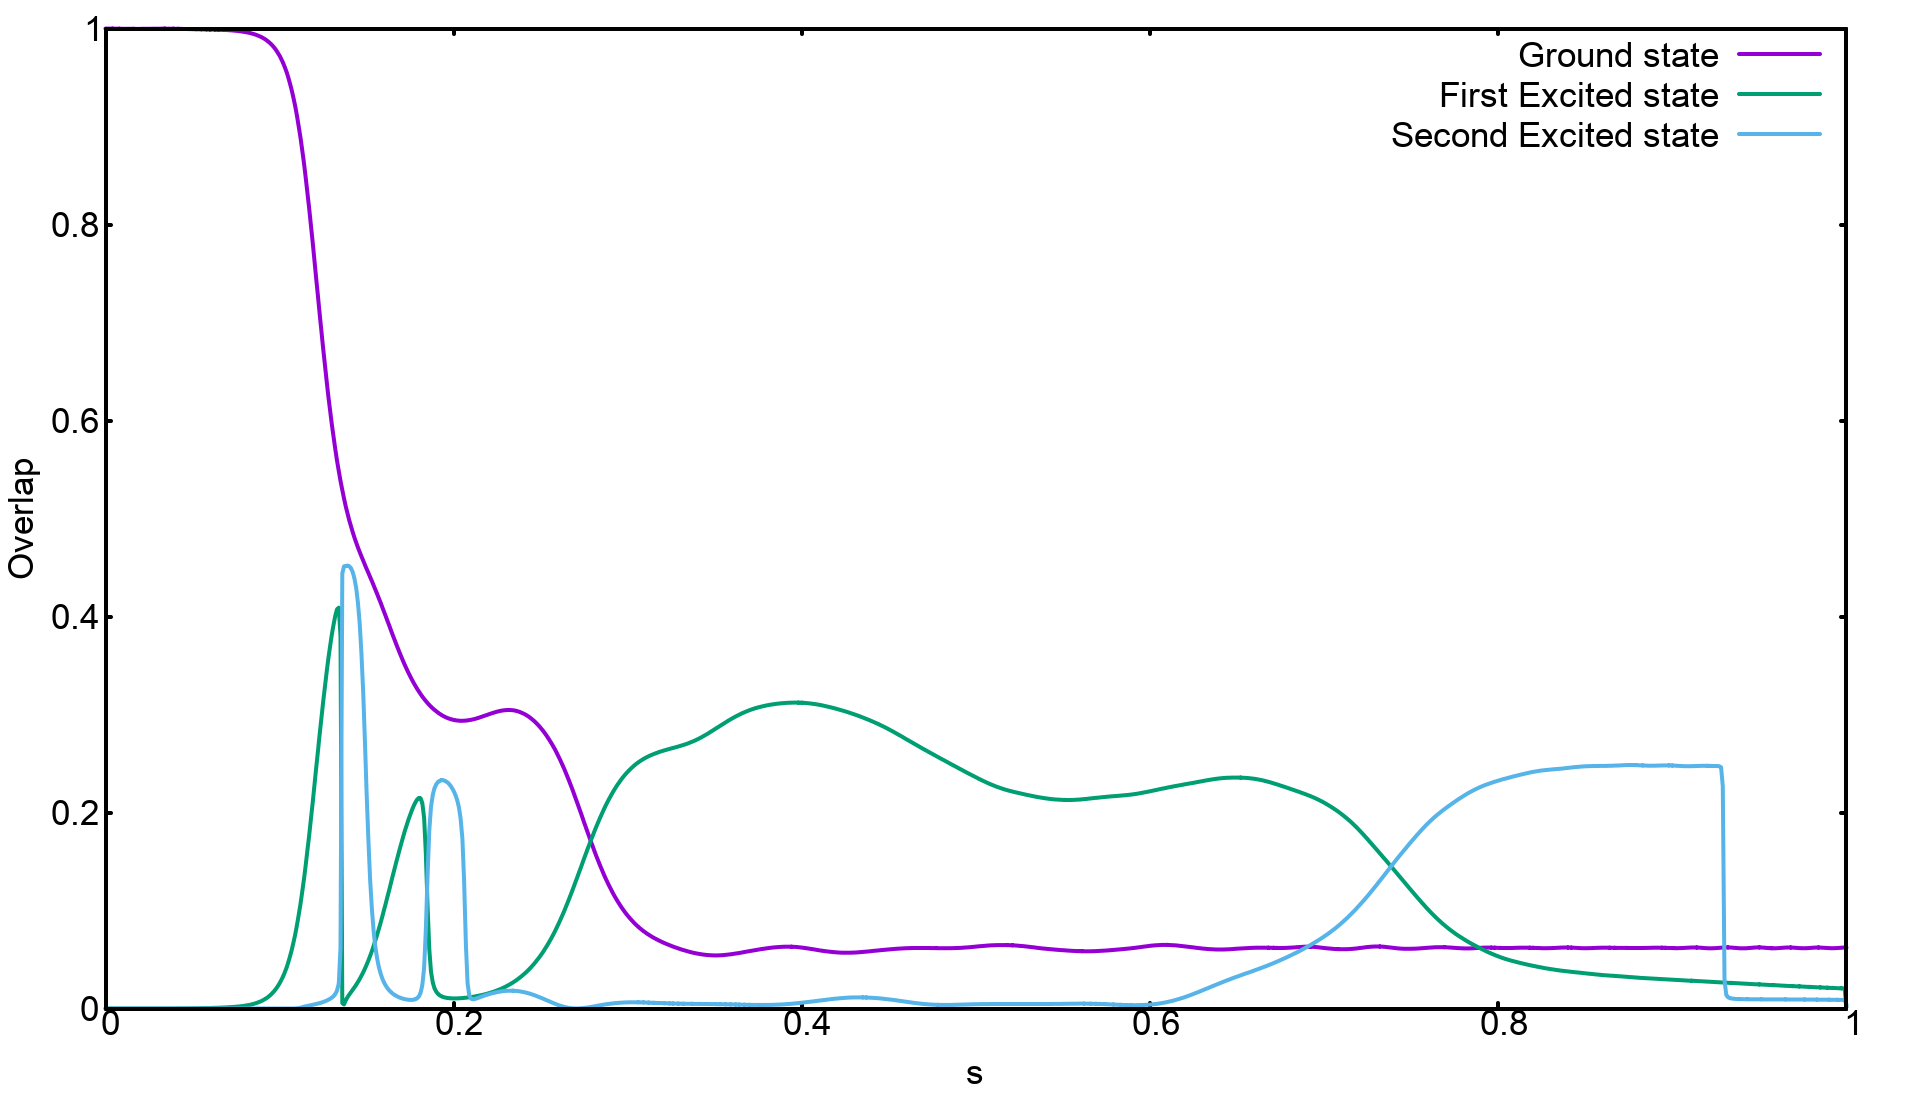 Ground state
First Excited state
Second Excited state
1
0.8
0.6
0.4
0.2
0
Overlap
0 0.2 0.4 0.6 0.8 1
s